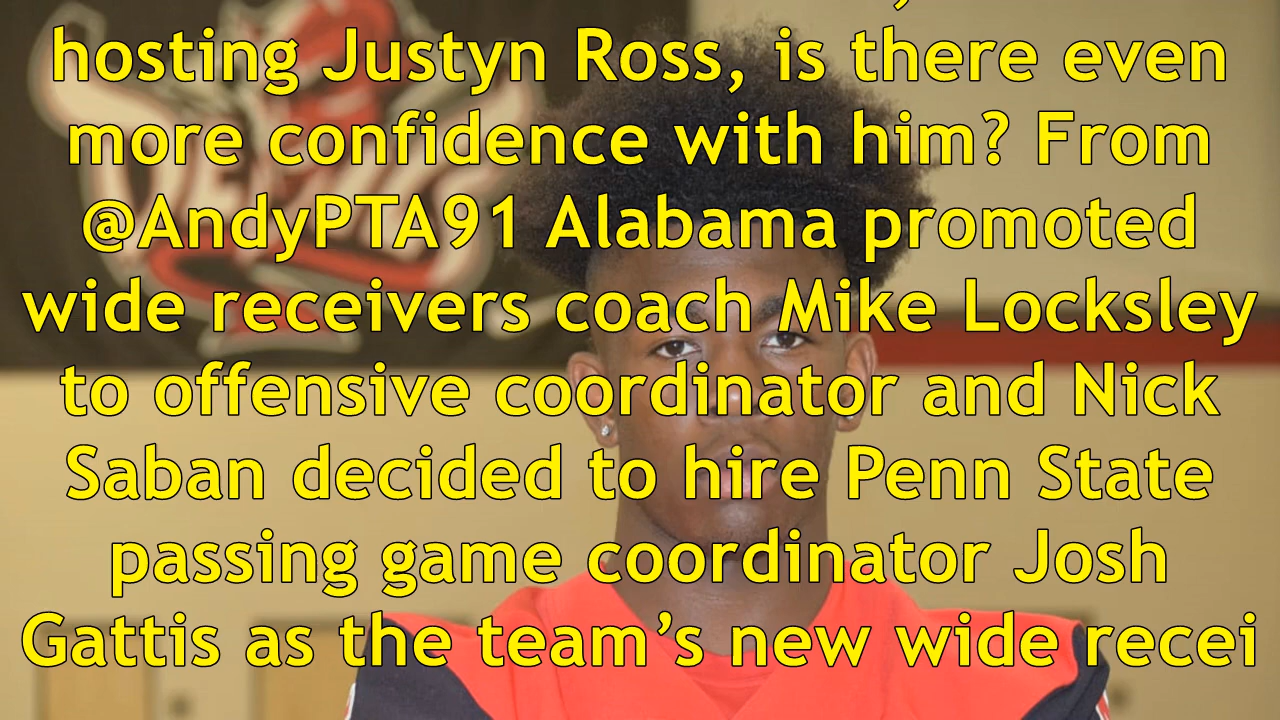 hosting Justyn Ross, is there even
more confidence with him? From
@AndyPTA91 Alabama promoted
wide receivers coach Mike Locksley
to offensive coordinator and Nick
Saban decided to hire Penn State
passing game coordinator Josh
Gattis as the team’s new wide recei